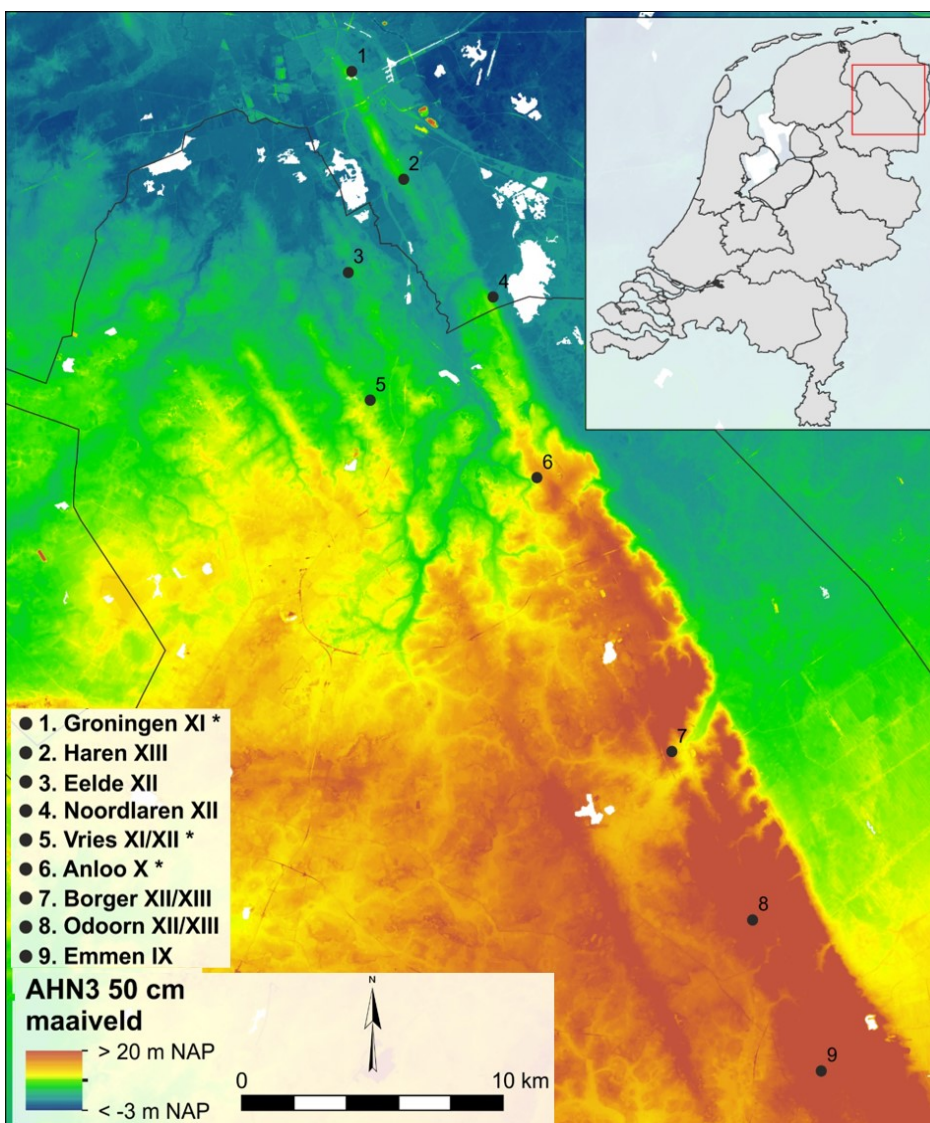 1
2
3
4
5
6
7
8
9
1. Groningen XI *
2. Haren XIII
3. Eelde XII
4. Noordlaren XII
5. Vries XI/XII *
6. Anloo X *
7. Borger XII/XIII
8. Odoorn XII/XIII
9. Emmen IX
AHN3 50 cm
maaiveld
> 20 m NAP
< -3 m NAP
N
0 10 km